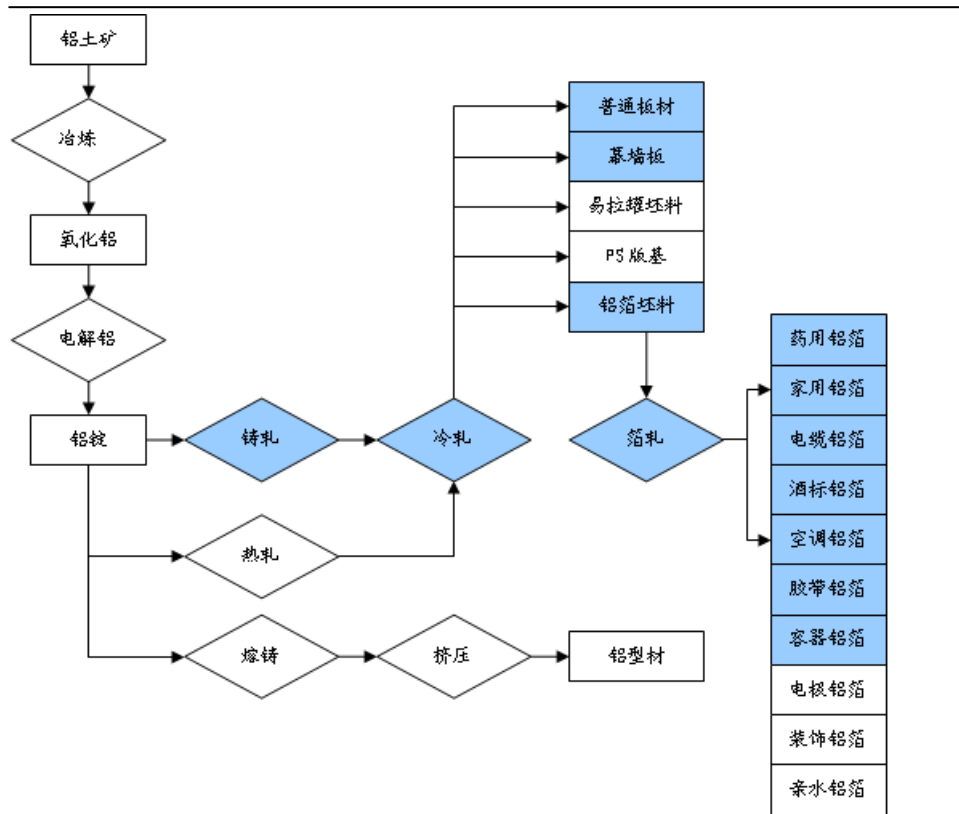 铝土矿
冶炼
氧化铝
电解铝
铝锭
铸轧
冷轧
热轧
熔铸
挤压
铝型材
普通板材
幕墙板
易拉罐坯料
PS版基
铝箔坯料
箔轧
药用铝箔
家用铝箔
电缆铝箔
酒标铝箔
空调铝箔
胶带铝箔
容器铝箔
电极铝箔
装饰铝箔
亲水铝箔